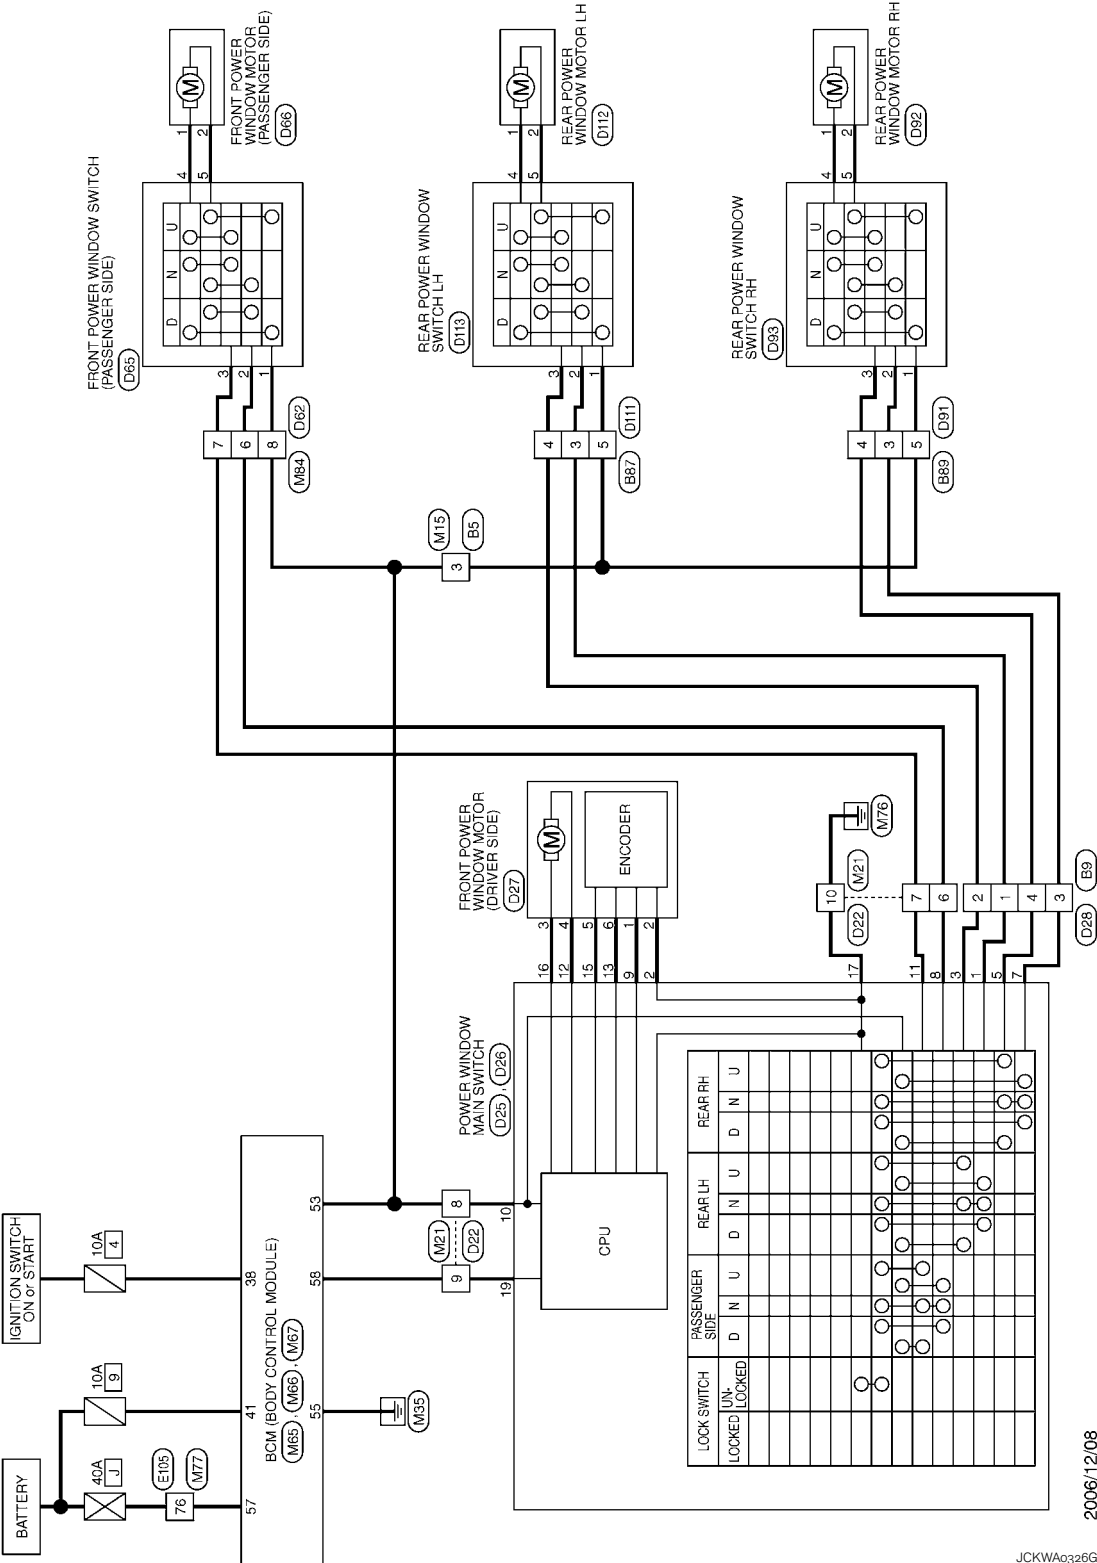 BATTERY
IGNITION SWITCH
ON or START
40A
J
10A
9
10A
4
76
E105
M77
57
41
38
BCM (BODY CONTROL MODULE)
M65 , M66 , M67
55
58
53
M35
9
8
M21
D22
19
10
POWER WINDOW
MAIN SWITCH
D25 , D26
CPU
16
12
15
13
9
2
3
4
5
6
1
2
FRONT POWER
WINDOW MOTOR
(DRIVER SIDE)
D27
M
ENCODER
17
11
8
3
1
5
7
10
D22
M21
M76
7
6
2
1
4
3
D28
B9
LOCK SWITCH
LOCKED
UN-
LOCKED
PASSENGER
SIDE
D
N
U
REAR LH
D
N
U
REAR RH
D
N
U
M15
B5
3
FRONT POWER WINDOW SWITCH
(PASSENGER SIDE)
D65
7
6
8
M84
D62
3
2
1
D
N
U
4
5
1
2
M
FRONT POWER
WINDOW MOTOR
(PASSENGER SIDE)
D66
REAR POWER WINDOW
SWITCH LH
D113
4
3
5
B87
D111
3
2
1
D
N
U
4
5
1
2
M
REAR POWER
WINDOW MOTOR LH
D112
REAR POWER WINDOW
SWITCH RH
D93
4
3
5
B89
D91
3
2
1
D
N
U
4
5
1
2
M
REAR POWER
WINDOW MOTOR RH
D92
2006/12/08
JCKWA0326G